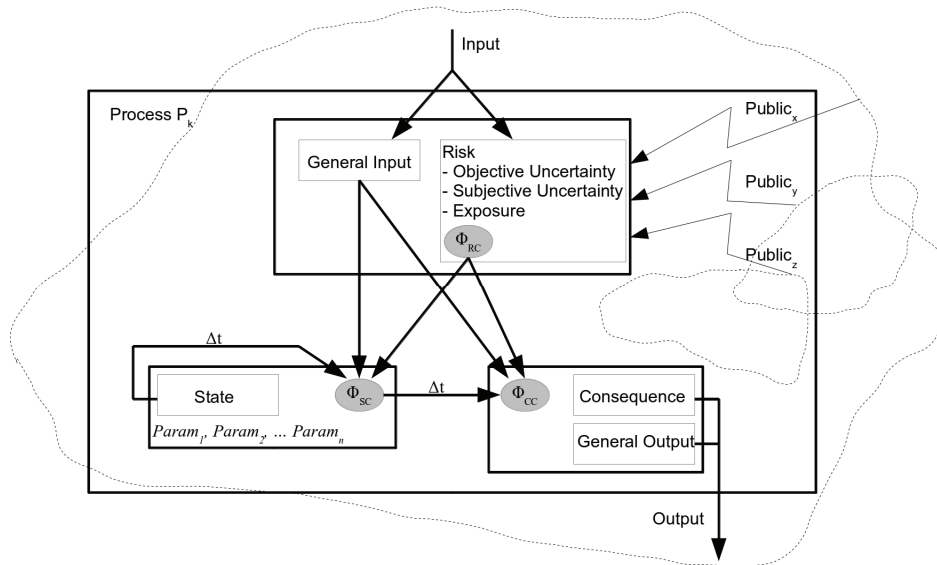 Input
Process P_k
Public_x
General Input
Risk
- Objective Uncertainty
- Subjective Uncertainty
- Exposure
Φ_RC
Public_y
Public_z
Δt
State
Φ_SC
Δt
Φ_CC
Consequence
Param_1, Param_2, ... Param_n
General Output
Output